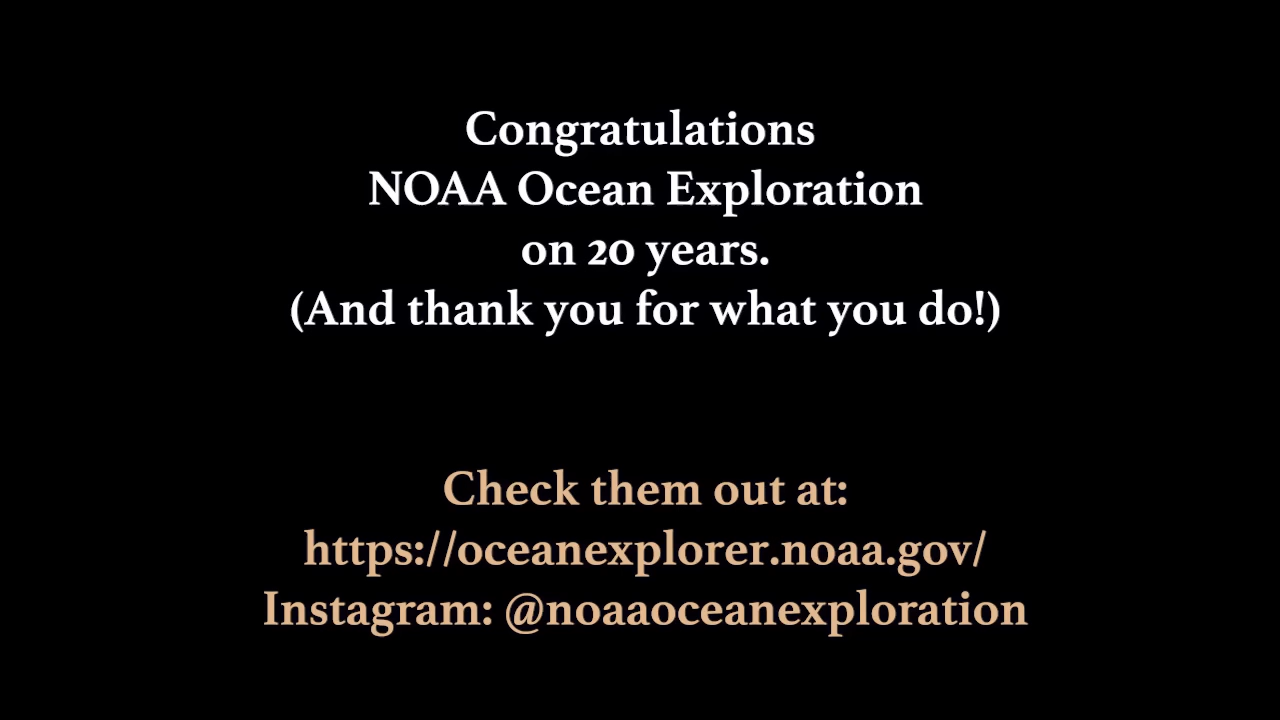 Congratulations
NOAA Ocean Exploration
on 20 years.
(And thank you for what you do!)
Check them out at:
https://oceanexplorer.noaa.gov/
Instagram: @noaaoceanexploration